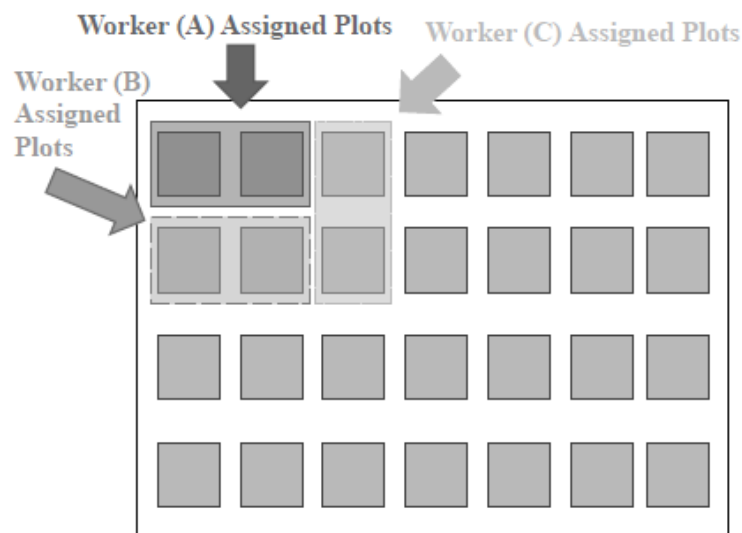 Worker (A) Assigned Plots
Worker (C) Assigned Plots
Worker (B)
Assigned
Plots